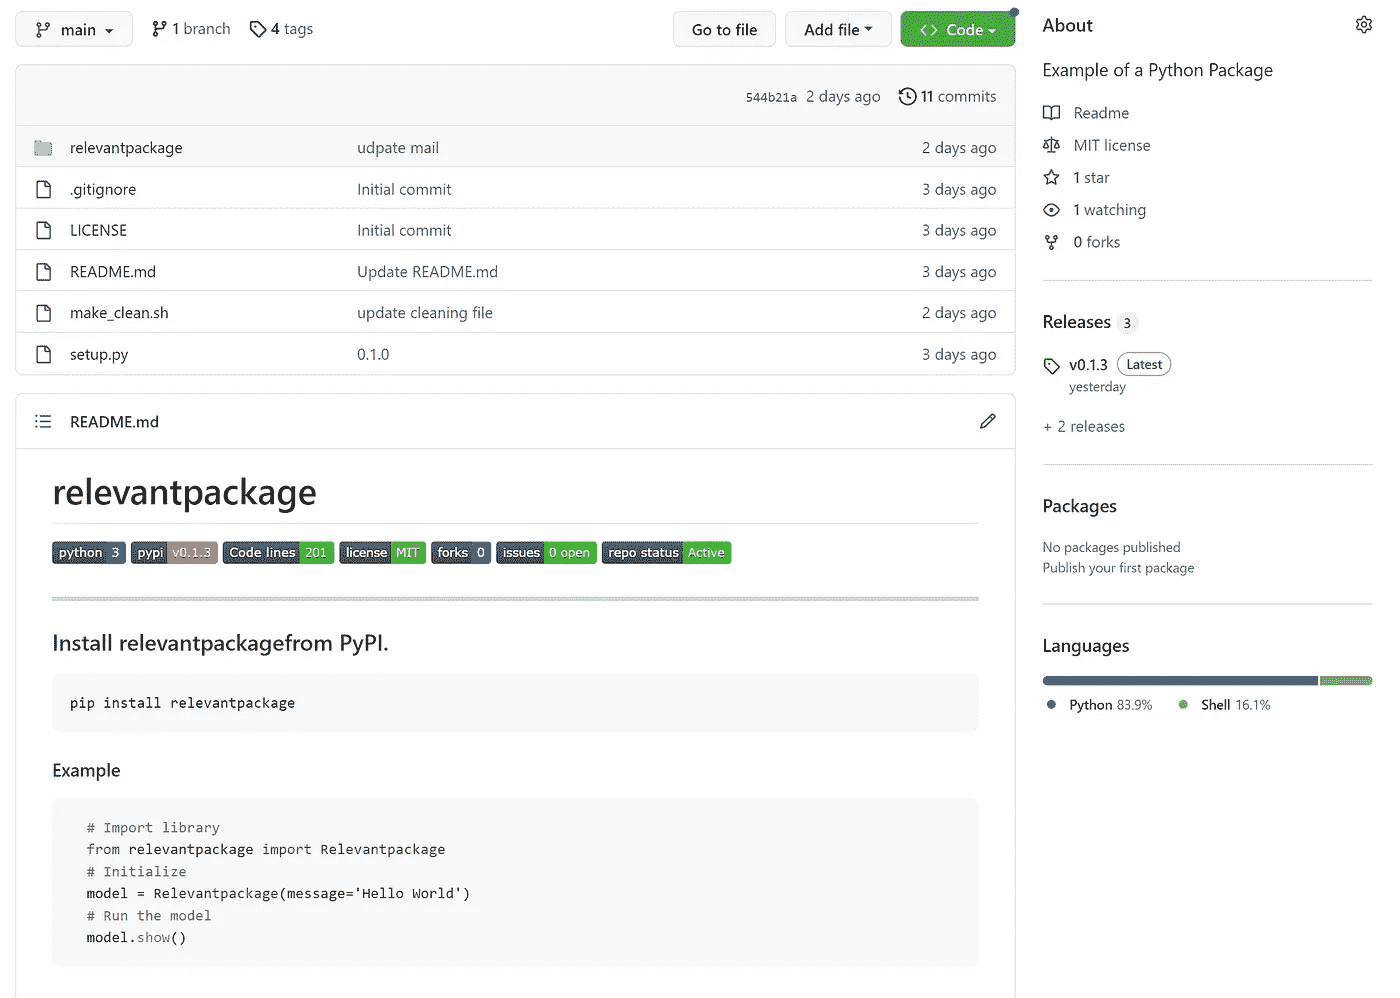 main
1 branch
4 tags
Go to file
Add file
Code
544b21a 2 days ago 11 commits
relevantpackage udpate mail 2 days ago
.gitignore Initial commit 3 days ago
LICENSE Initial commit 3 days ago
README.md Update README.md 3 days ago
make_clean.sh update cleaning file 2 days ago
setup.py 0.1.0 3 days ago
README.md
relevantpackage
python 3 pypi v0.1.3 Code lines 201 license MIT forks 0 issues 0 open repo status Active
Install relevantpackagefrom PyPI.
pip install relevantpackage
Example
# Import library
from relevantpackage import Relevantpackage
# Initialize
model = Relevantpackage(message='Hello World')
# Run the model
model.show()
About
Example of a Python Package
Readme
MIT license
1 star
1 watching
0 forks
Releases 3
v0.1.3 Latest
yesterday
+ 2 releases
Packages
No packages published
Publish your first package
Languages
Python 83.9% Shell 16.1%